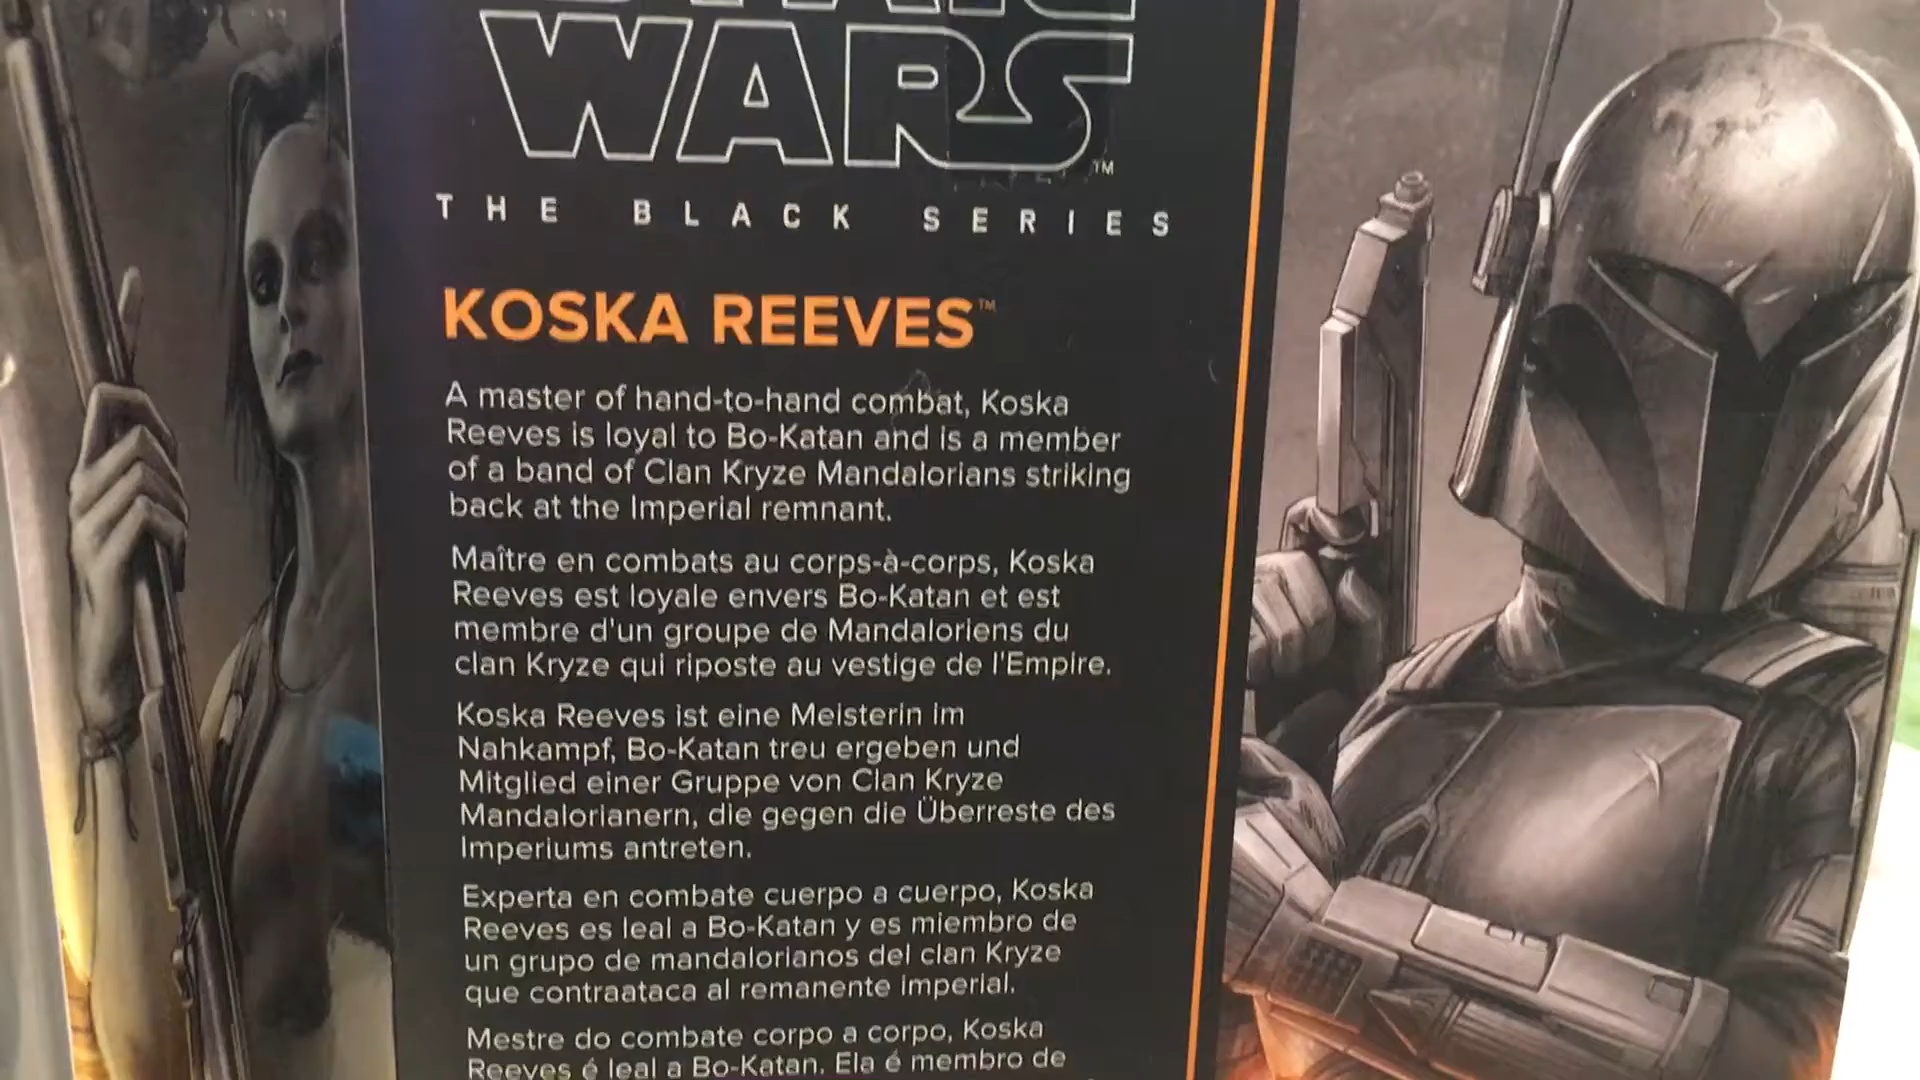 STAR
WARS™
THE BLACK SERIES
KOSKA REEVES™
A master of hand-to-hand combat, Koska
Reeves is loyal to Bo-Katan and is a member
of a band of Clan Kryze Mandalorians striking
back at the Imperial remnant.
Maître en combats au corps-à-corps, Koska
Reeves est loyale envers Bo-Katan et est
membre d'un groupe de Mandaloriens du
clan Kryze qui riposte au vestige de l'Empire.
Koska Reeves ist eine Meisterin im
Nahkampf, Bo-Katan treu ergeben und
Mitglied einer Gruppe von Clan Kryze
Mandalorianern, die gegen die Überreste des
Imperiums antreten.
Experta en combate cuerpo a cuerpo, Koska
Reeves es leal a Bo-Katan y es miembro de
un grupo de mandalorianos del clan Kryze
que contraataca al remanente imperial.
Mestre do combate corpo a corpo, Koska
Reeves é leal a Bo-Katan. Ela é membro de